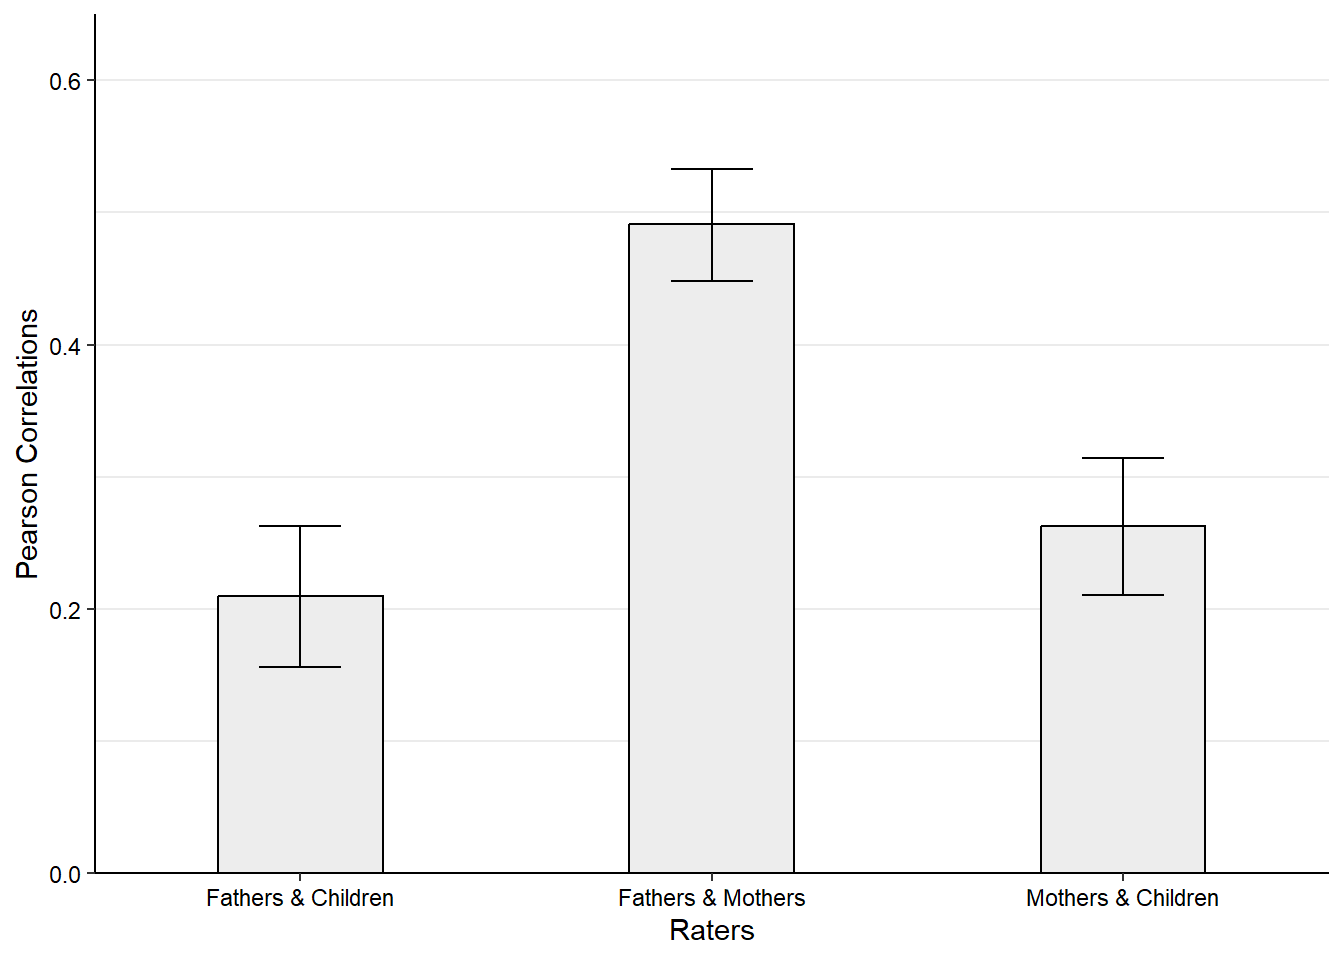 Pearson Correlations
0.6
0.4
0.2
0.0
Fathers & Children
Fathers & Mothers
Mothers & Children
Raters